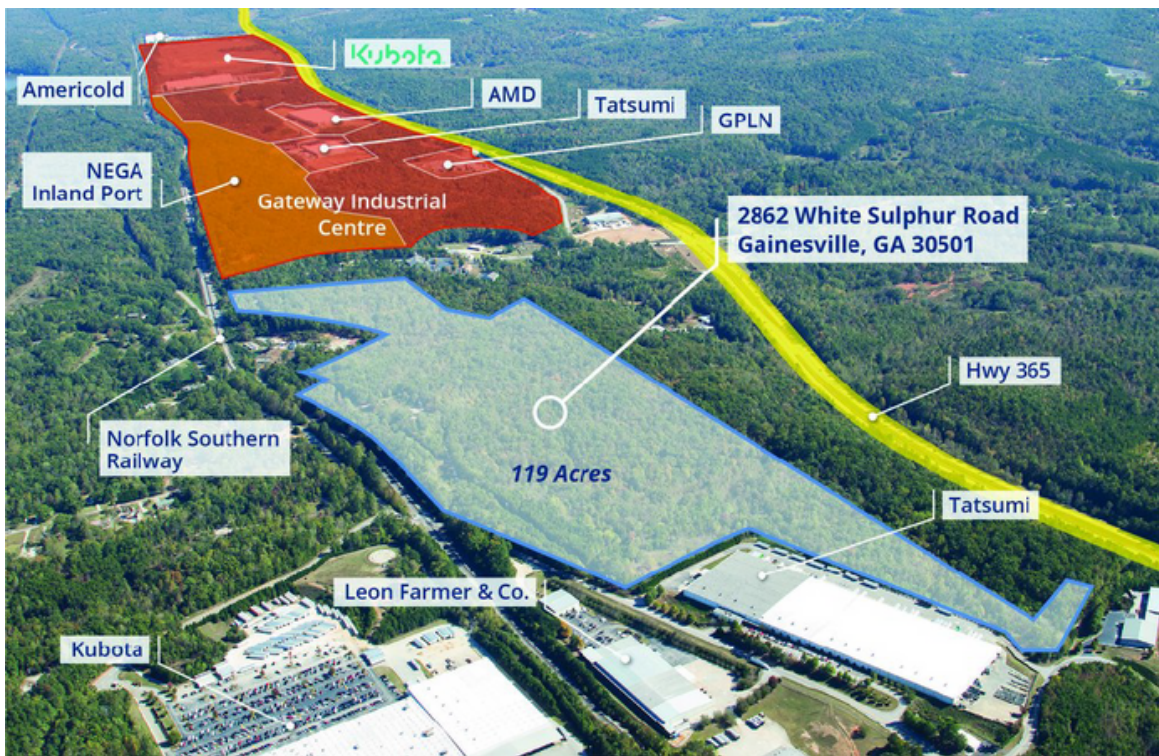 Kubota
Americold
AMD
Tatsumi
GPLN
NEGA
Inland Port
Gateway Industrial
Centre
2862 White Sulphur Road
Gainesville, GA 30501
Hwy 365
Norfolk Southern
Railway
119 Acres
Tatsumi
Leon Farmer & Co.
Kubota